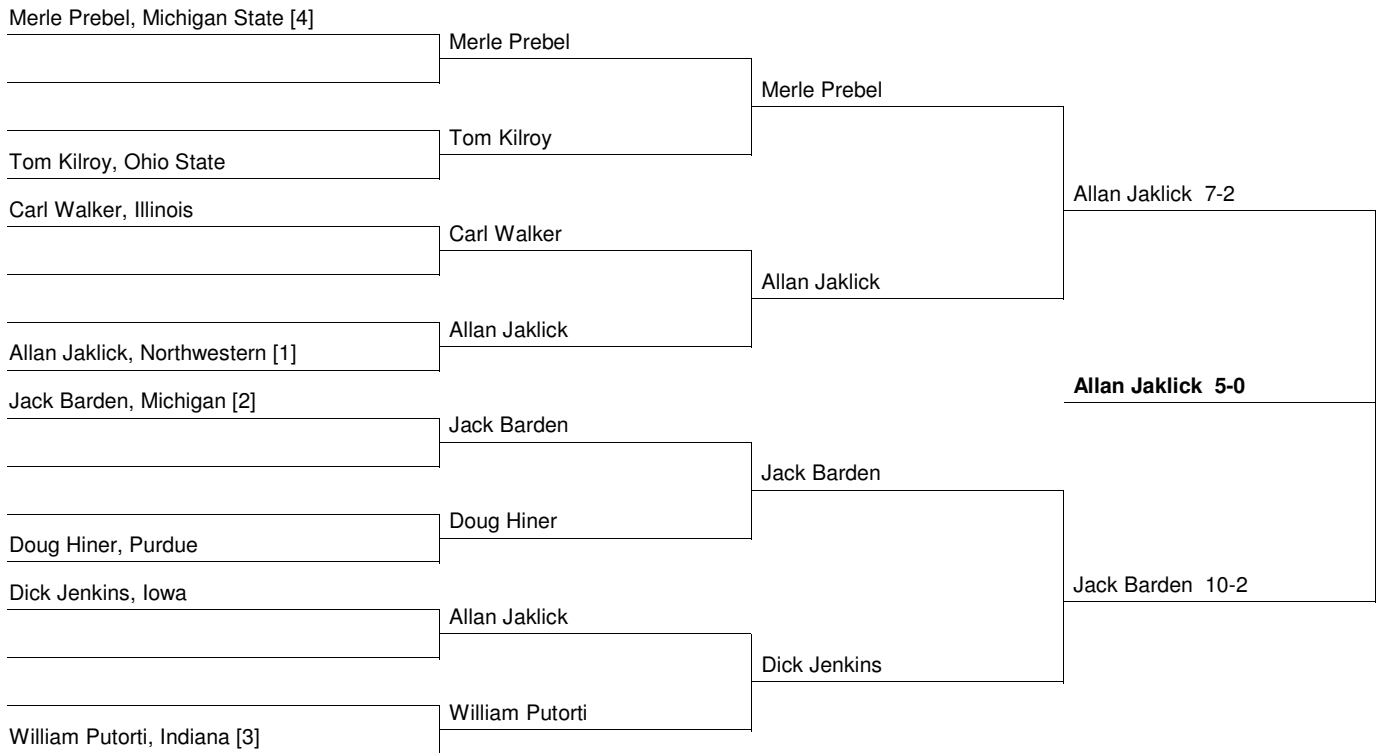 Merle Prebel, Michigan State [4]
Merle Prebel
Merle Prebel
Tom Kilroy
Tom Kilroy, Ohio State
Allan Jaklick 7-2
Carl Walker, Illinois
Carl Walker
Allan Jaklick
Allan Jaklick
Allan Jaklick, Northwestern [1]
Allan Jaklick 5-0
Jack Barden, Michigan [2]
Jack Barden
Jack Barden
Doug Hiner
Doug Hiner, Purdue
Jack Barden 10-2
Dick Jenkins, Iowa
Allan Jaklick
Dick Jenkins
William Putorti
William Putorti, Indiana [3]